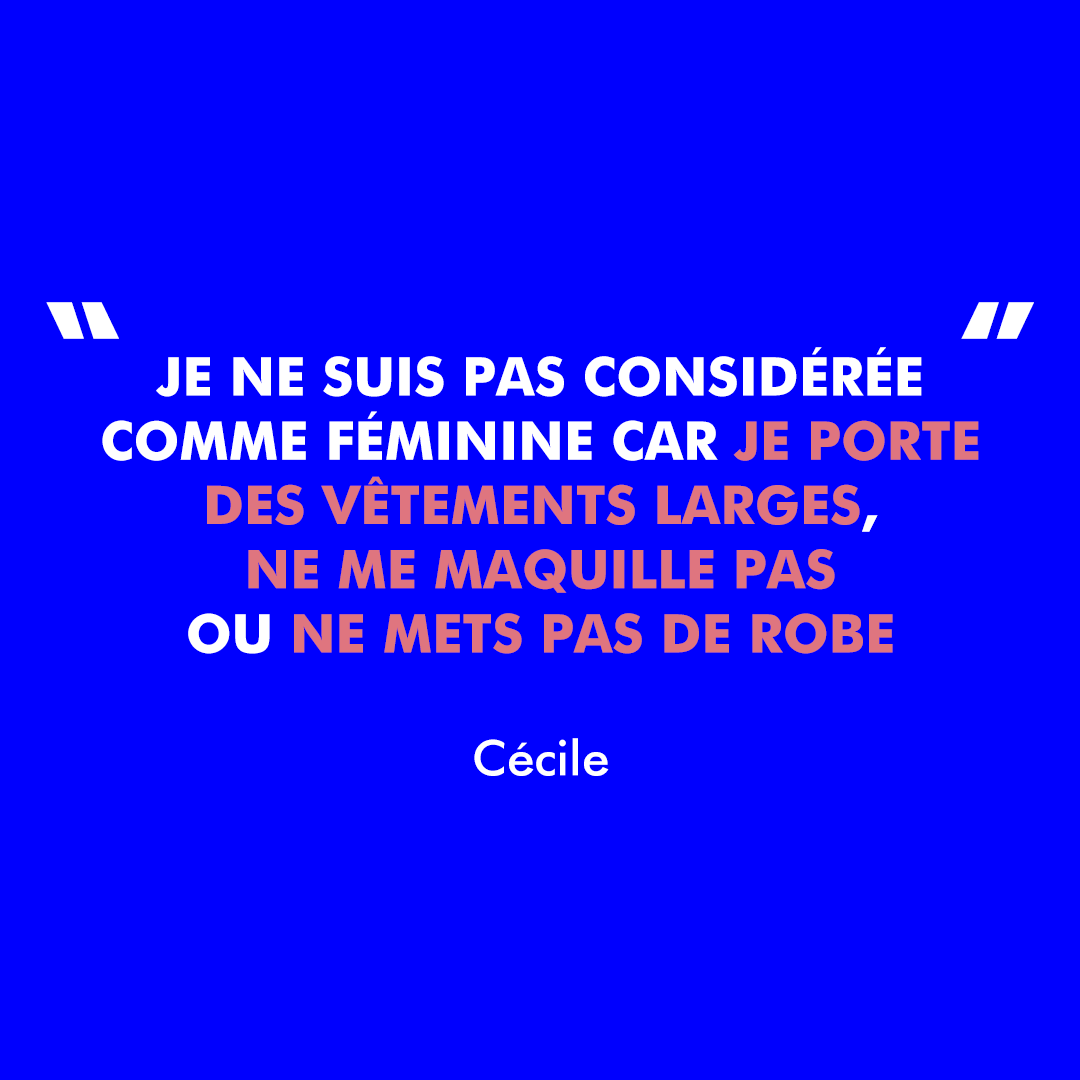 "
"
JE NE SUIS PAS CONSIDÉRÉE
COMME FÉMININE CAR JE PORTE
DES VÊTEMENTS LARGES,
NE ME MAQUILLE PAS
OU NE METS PAS DE ROBE
Cécile